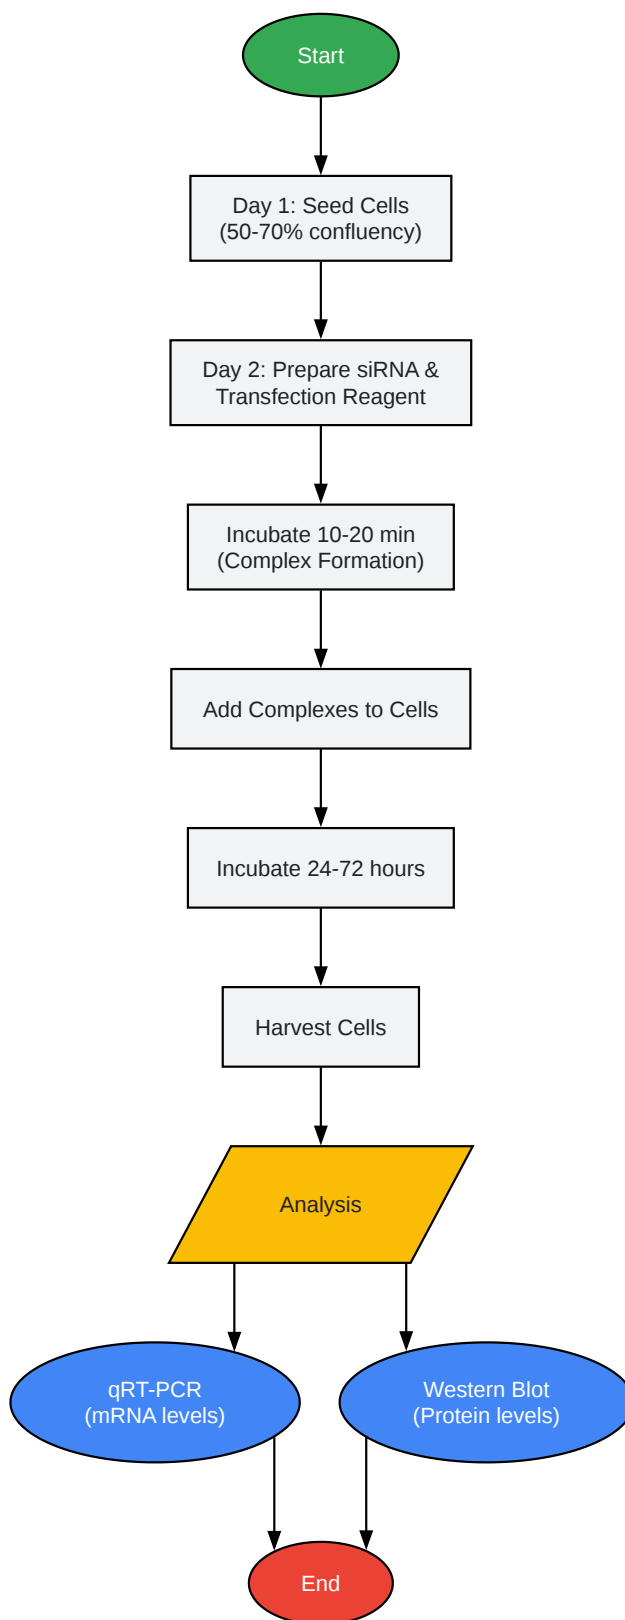 Start
Day 1: Seed Cells
(50-70% confluency)
Day 2: Prepare siRNA &
Transfection Reagent
Incubate 10-20 min
(Complex Formation)
Add Complexes to Cells
Incubate 24-72 hours
Harvest Cells
Analysis
qRT-PCR
(mRNA levels)
Western Blot
(Protein levels)
End